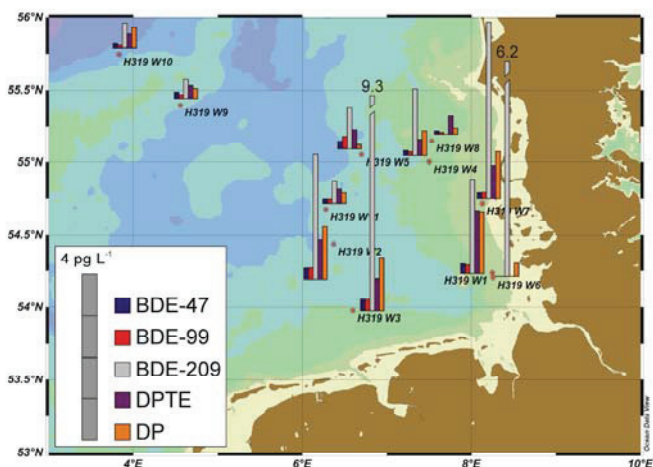 56°N
55.5°N
55°N
54.5°N
54°N
53.5°N
53°N
4°E
6°E
8°E
10°E
H319 W10
H319 W9
9.3
6.2
H319 W5
H319 W8
H319 W4
H319 W7
H319 W2
H319 W1
H319 W6
H319 W3
4 pg L⁻¹
BDE-47
BDE-99
BDE-209
DPTE
DP
Ocean Data View